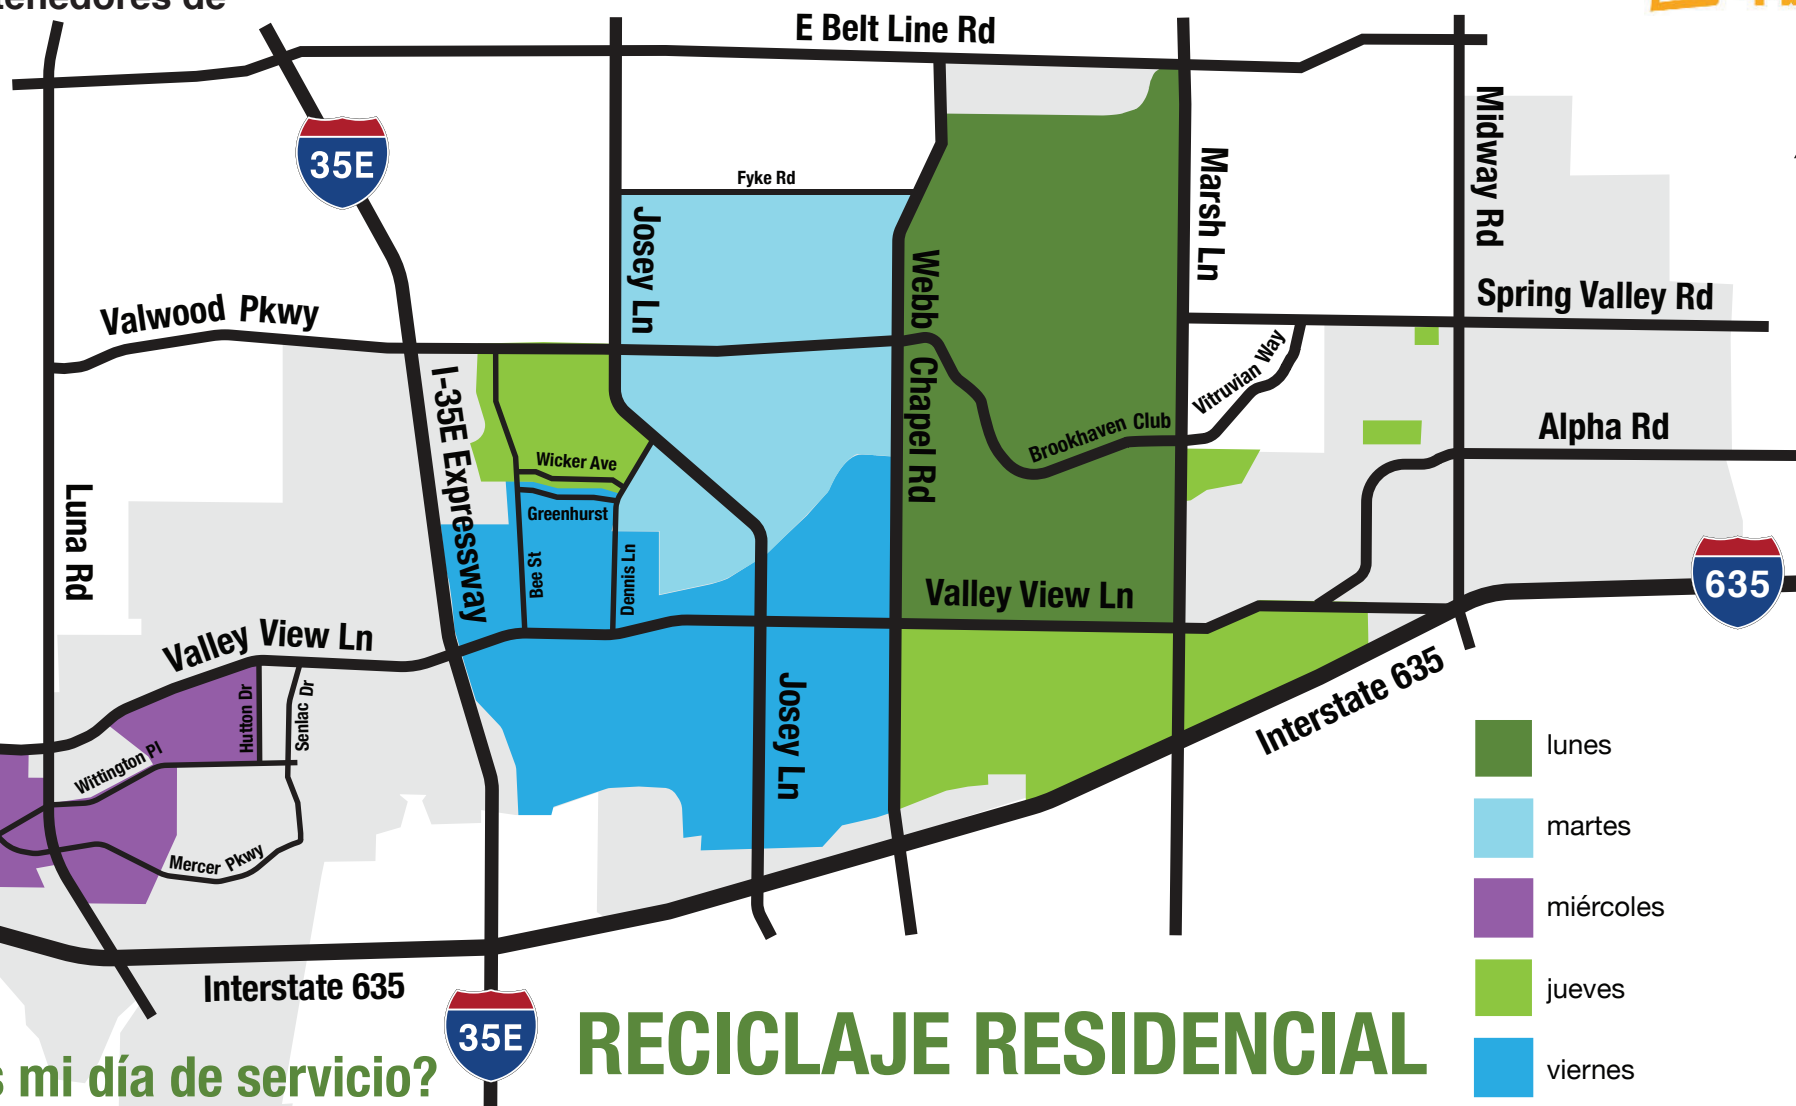 E Belt Line Rd
35E
Fyke Rd
Josey Ln
Webb Chapel Rd
Marsh Ln
Midway Rd
Valwood Pkwy
Spring Valley Rd
Vitruvian Way
Brookhaven Club
Alpha Rd
I-35E Expressway
Wicker Ave
Greenhurst
Bee St
Dennis Ln
Luna Rd
Valley View Ln
Valley View Ln
635
Hutton Dr
Senlac Dr
Wittington Pl
Mercer Pkwy
Josey Ln
Interstate 635
Interstate 635
35E
mi día de servicio?
RECICLAJE RESIDENCIAL
lunes
martes
miércoles
jueves
viernes